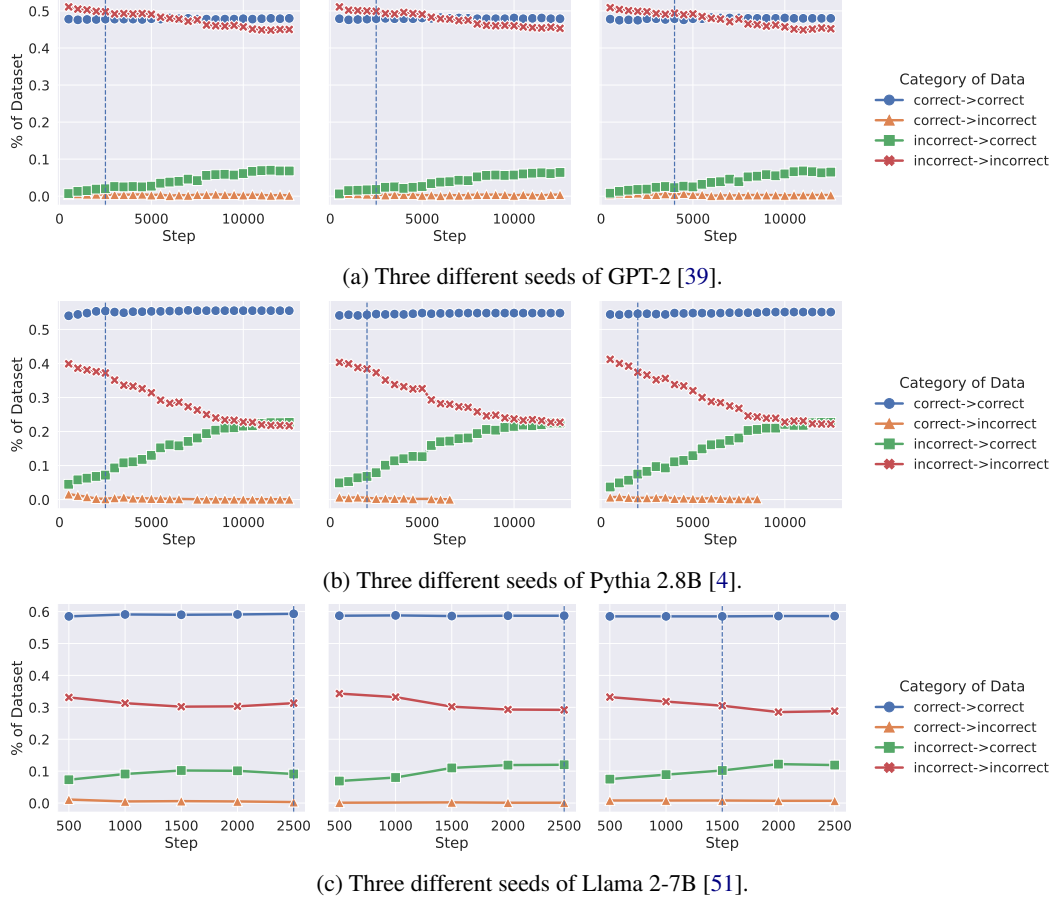 0.5
0.4
0.3
0.2
0.1
0.0
% of Dataset
0 5000 10000
Step
0 5000 10000
Step
0 5000 10000
Step
Category of Data
correct->correct
correct->incorrect
incorrect->correct
incorrect->incorrect
(a) Three different seeds of GPT-2 [39].
0.5
0.4
0.3
0.2
0.1
0.0
% of Dataset
0 5000 10000
Step
0 5000 10000
Step
0 5000 10000
Step
Category of Data
correct->correct
correct->incorrect
incorrect->correct
incorrect->incorrect
(b) Three different seeds of Pythia 2.8B [4].
0.6
0.5
0.4
0.3
0.2
0.1
0.0
% of Dataset
500 1000 1500 2000 2500
Step
500 1000 1500 2000 2500
Step
500 1000 1500 2000 2500
Step
Category of Data
correct->correct
correct->incorrect
incorrect->correct
incorrect->incorrect
(c) Three different seeds of Llama 2-7B [51].